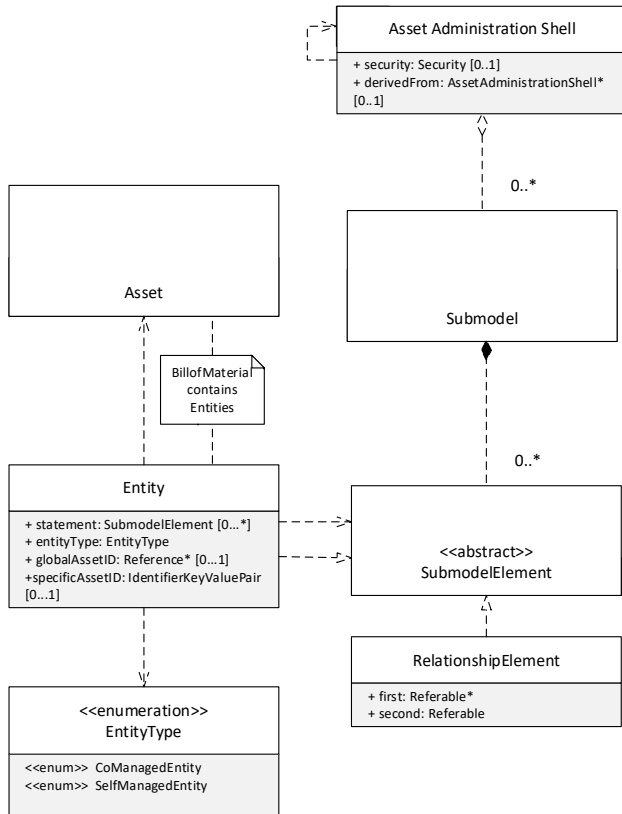 Asset Administration Shell
+ security: Security [0..1]
+ derivedFrom: AssetAdministrationShell*
[0..1]
0..*
Asset
Submodel
BillofMaterial
contains
Entities
0..*
Entity
+ statement: SubmodelElement [0...*]
+ entityType: EntityType
+ globalAssetID: Reference* [0..1]
+specificAssetID: IdentifierKeyValuePair
[0...1]
<<abstract>>
SubmodelElement
RelationshipElement
+ first: Referable*
+ second: Referable
<<enumeration>>
EntityType
<<enum>> CoManagedEntity
<<enum>> SelfManagedEntity